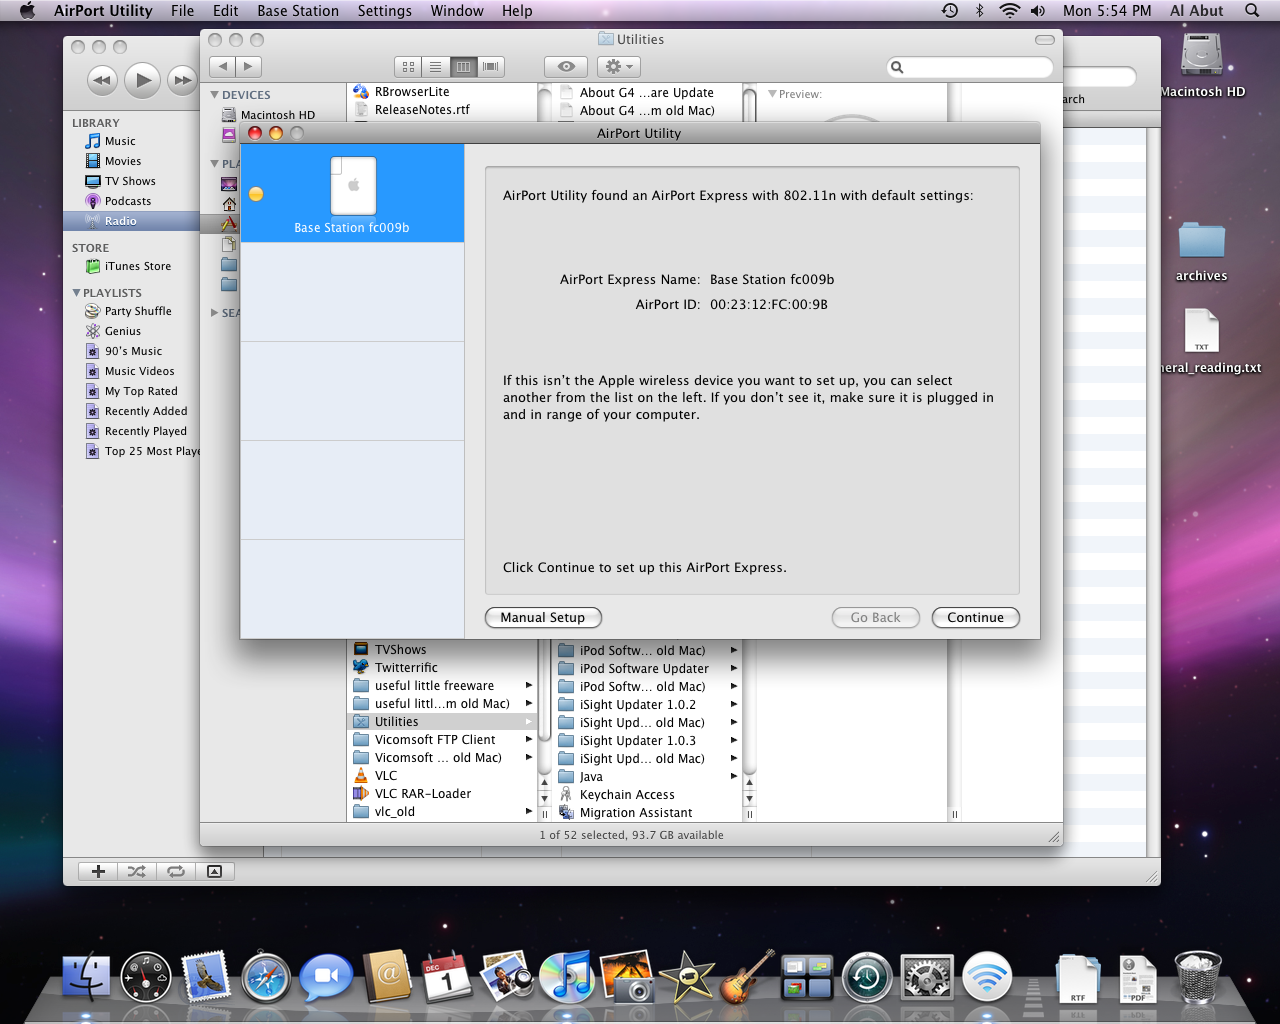 AirPort Utility File Edit Base Station Settings Window Help Mon 5:54 PM Al Abut
Utilities
LIBRARY
Music
Movies
TV Shows
Podcasts
Radio
STORE
iTunes Store
PLAYLISTS
Party Shuffle
Genius
90's Music
Music Videos
My Top Rated
Recently Added
Recently Played
Top 25 Most Playe
DEVICES
Macintosh HD
PLA
SEA
RBrowserLite
ReleaseNotes.rtf
About G4 ...are Update
About G4 ...m old Mac)
Preview:
arch
AirPort Utility
Base Station fc009b
AirPort Utility found an AirPort Express with 802.11n with default settings:
AirPort Express Name: Base Station fc009b
AirPort ID: 00:23:12:FC:00:9B
If this isn't the Apple wireless device you want to set up, you can select
another from the list on the left. If you don't see it, make sure it is plugged in
and in range of your computer.
Click Continue to set up this AirPort Express.
Manual Setup Go Back Continue
TVShows
Twitterrific
useful little freeware
useful littl...m old Mac)
Utilities
Vicomsoft FTP Client
Vicomsoft ... old Mac)
VLC
VLC RAR-Loader
vlc_old
iPod Softw... old Mac)
iPod Software Updater
iPod Softw... old Mac)
iSight Updater 1.0.2
iSight Upd... old Mac)
iSight Updater 1.0.3
iSight Upd... old Mac)
Java
Keychain Access
Migration Assistant
1 of 52 selected, 93.7 GB available
Macintosh HD
archives
TXT
neral_reading.txt
DEC
1
RTF
PDF